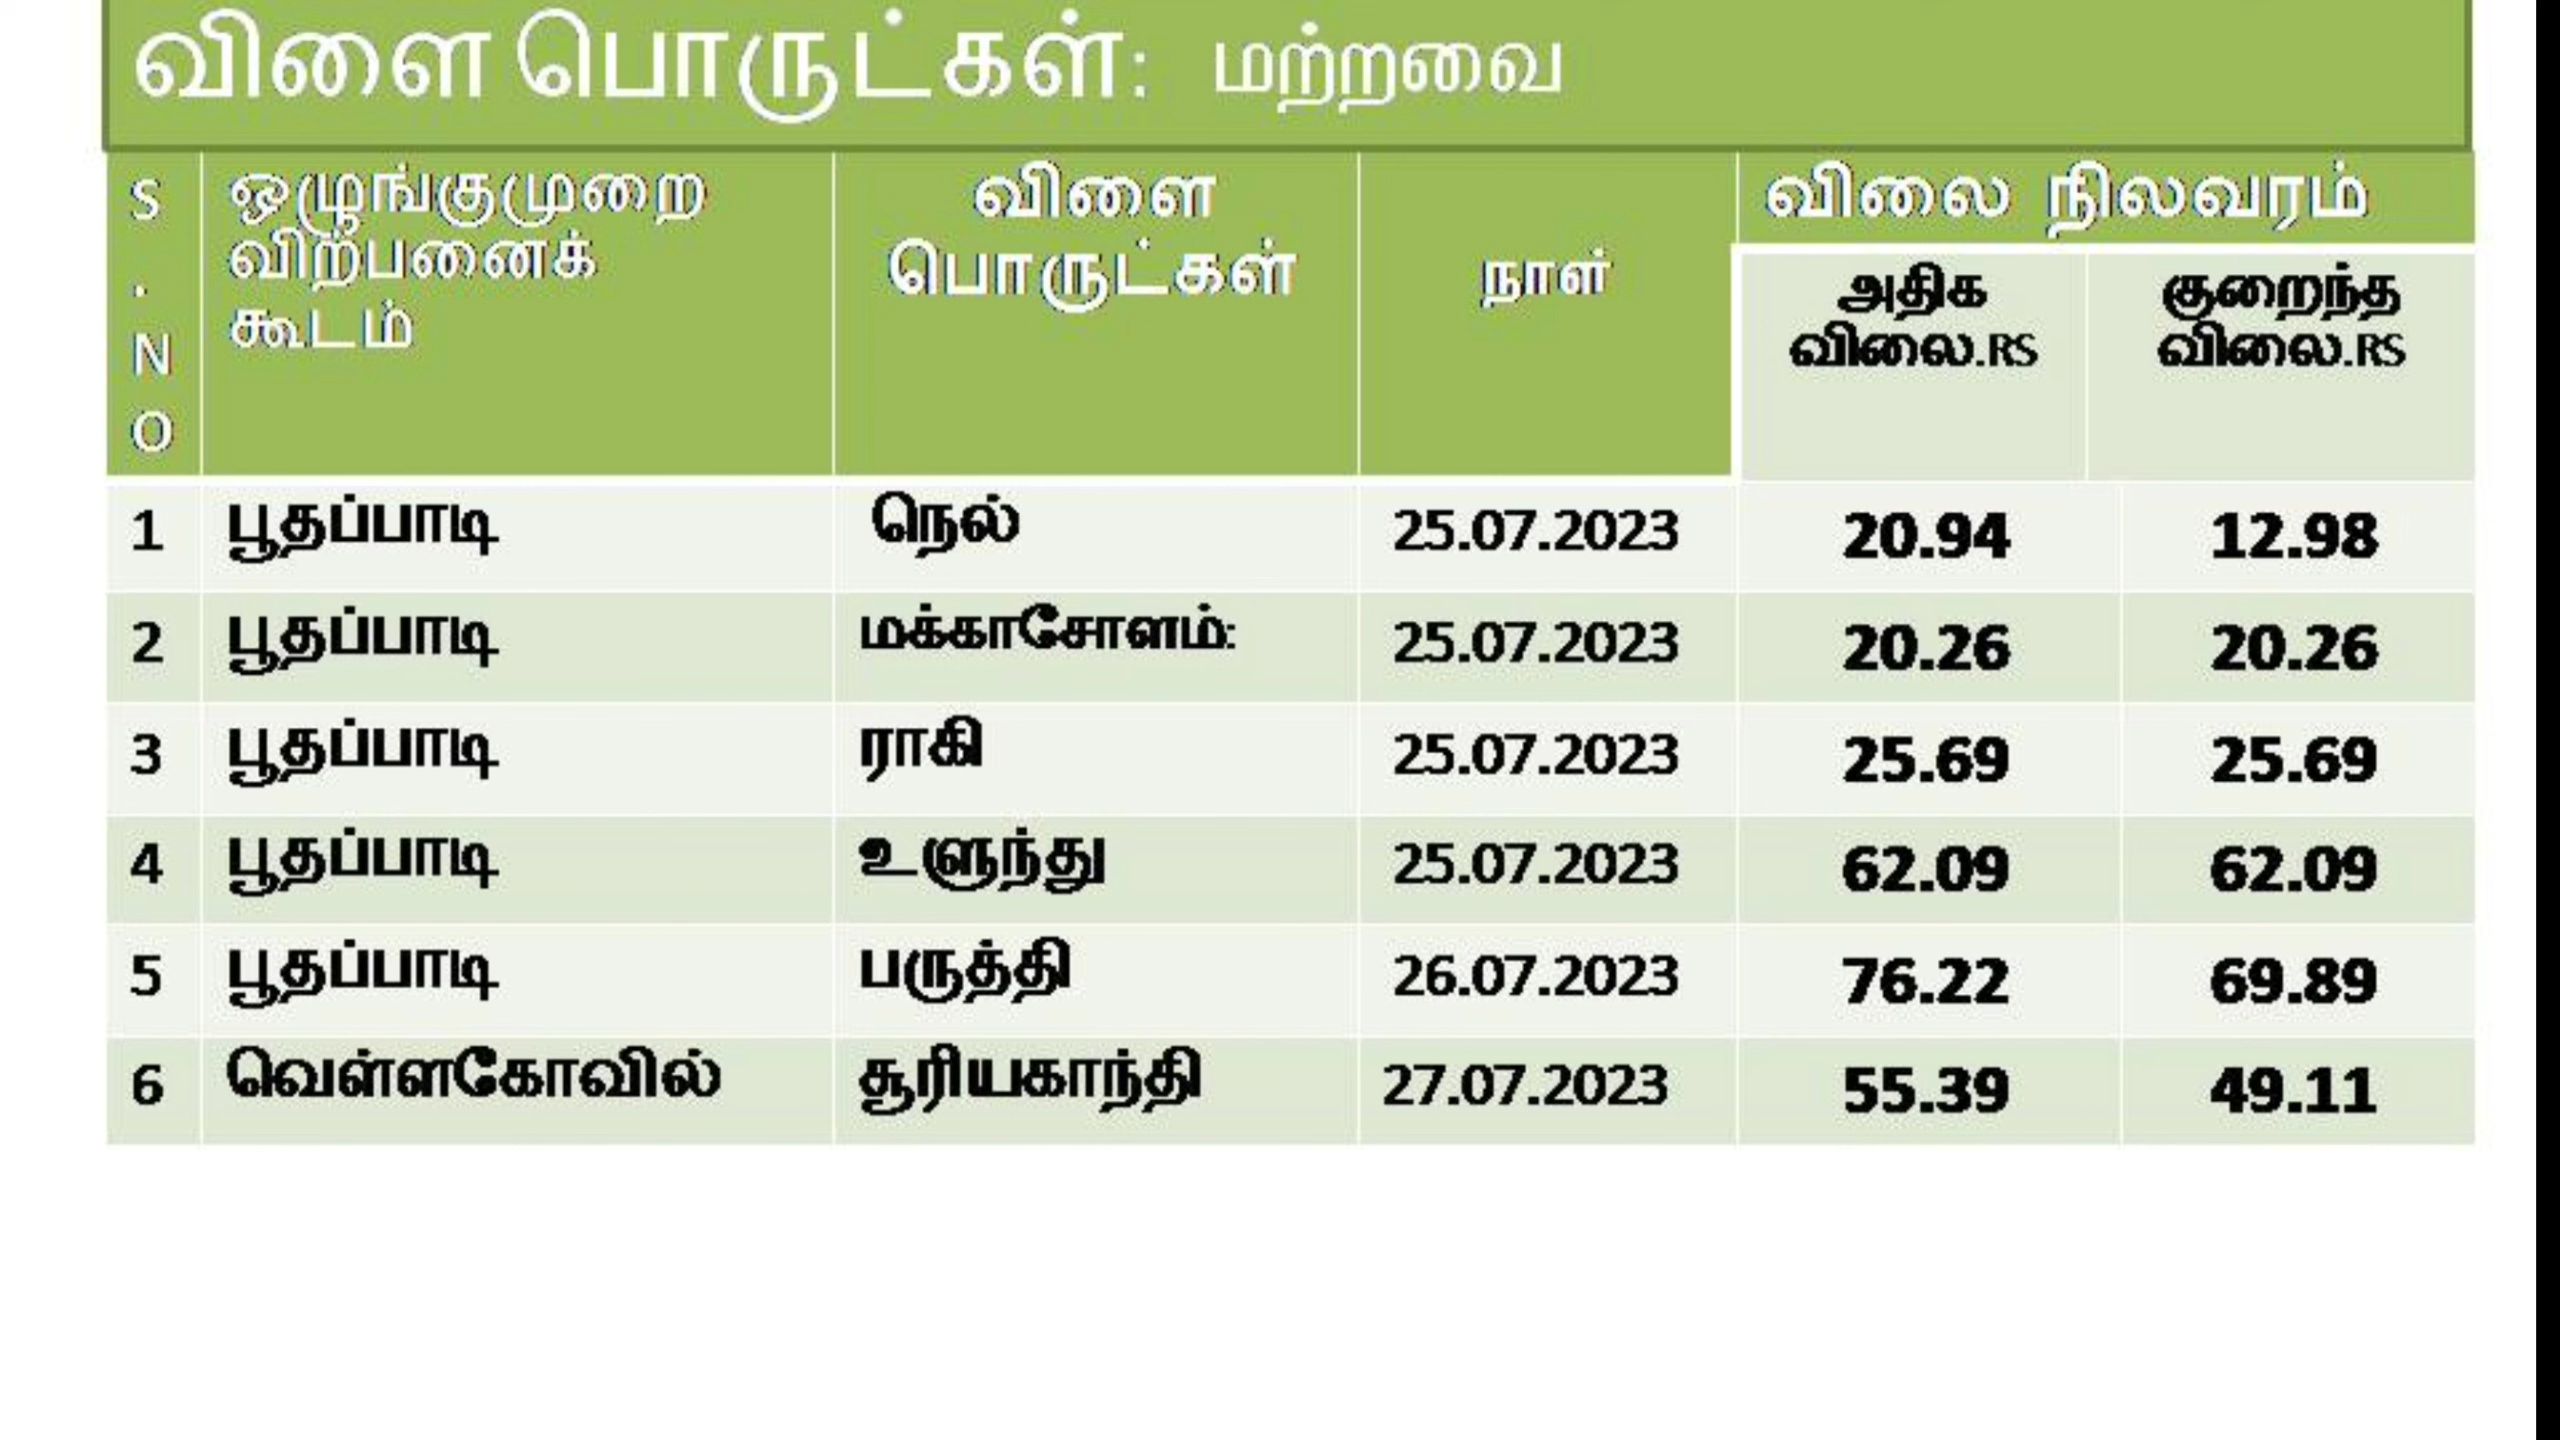 விளை பொருட்கள்: மற்றவை
S.NO ஒழுங்குமுறை விற்பனைக் கூடம் விளை பொருட்கள் நாள் விலை நிலவரம்
அதிக விலை.RS குறைந்த விலை.RS
1 பூதப்பாடி நெல் 25.07.2023 20.94 12.98
2 பூதப்பாடி மக்காசோளம்: 25.07.2023 20.26 20.26
3 பூதப்பாடி ராகி 25.07.2023 25.69 25.69
4 பூதப்பாடி உளுந்து 25.07.2023 62.09 62.09
5 பூதப்பாடி பருத்தி 26.07.2023 76.22 69.89
6 வெள்ளகோவில் சூரியகாந்தி 27.07.2023 55.39 49.11